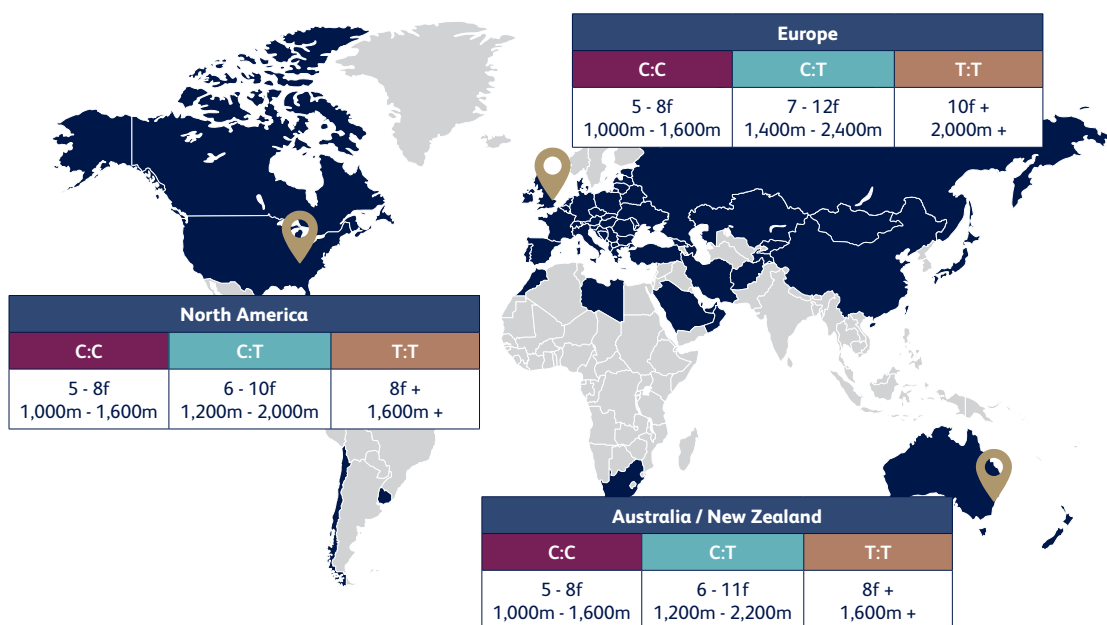 Europe
C:C
C:T
T:T
5 - 8f
1,000m - 1,600m
7 - 12f
1,400m - 2,400m
10f +
2,000m +
North America
C:C
C:T
T:T
5 - 8f
1,000m - 1,600m
6 - 10f
1,200m - 2,000m
8f +
1,600m +
Australia / New Zealand
C:C
C:T
T:T
5 - 8f
1,000m - 1,600m
6 - 11f
1,200m - 2,200m
8f +
1,600m +